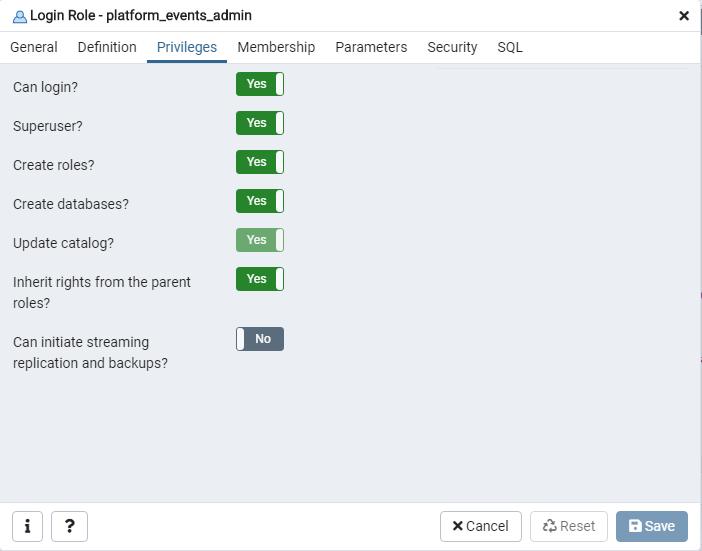 Login Role - platform_events_admin
General Definition Privileges Membership Parameters Security SQL
Can login? Yes
Superuser? Yes
Create roles? Yes
Create databases? Yes
Update catalog? Yes
Inherit rights from the parent Yes
roles?
Can initiate streaming No
replication and backups?
i ? Cancel Reset Save